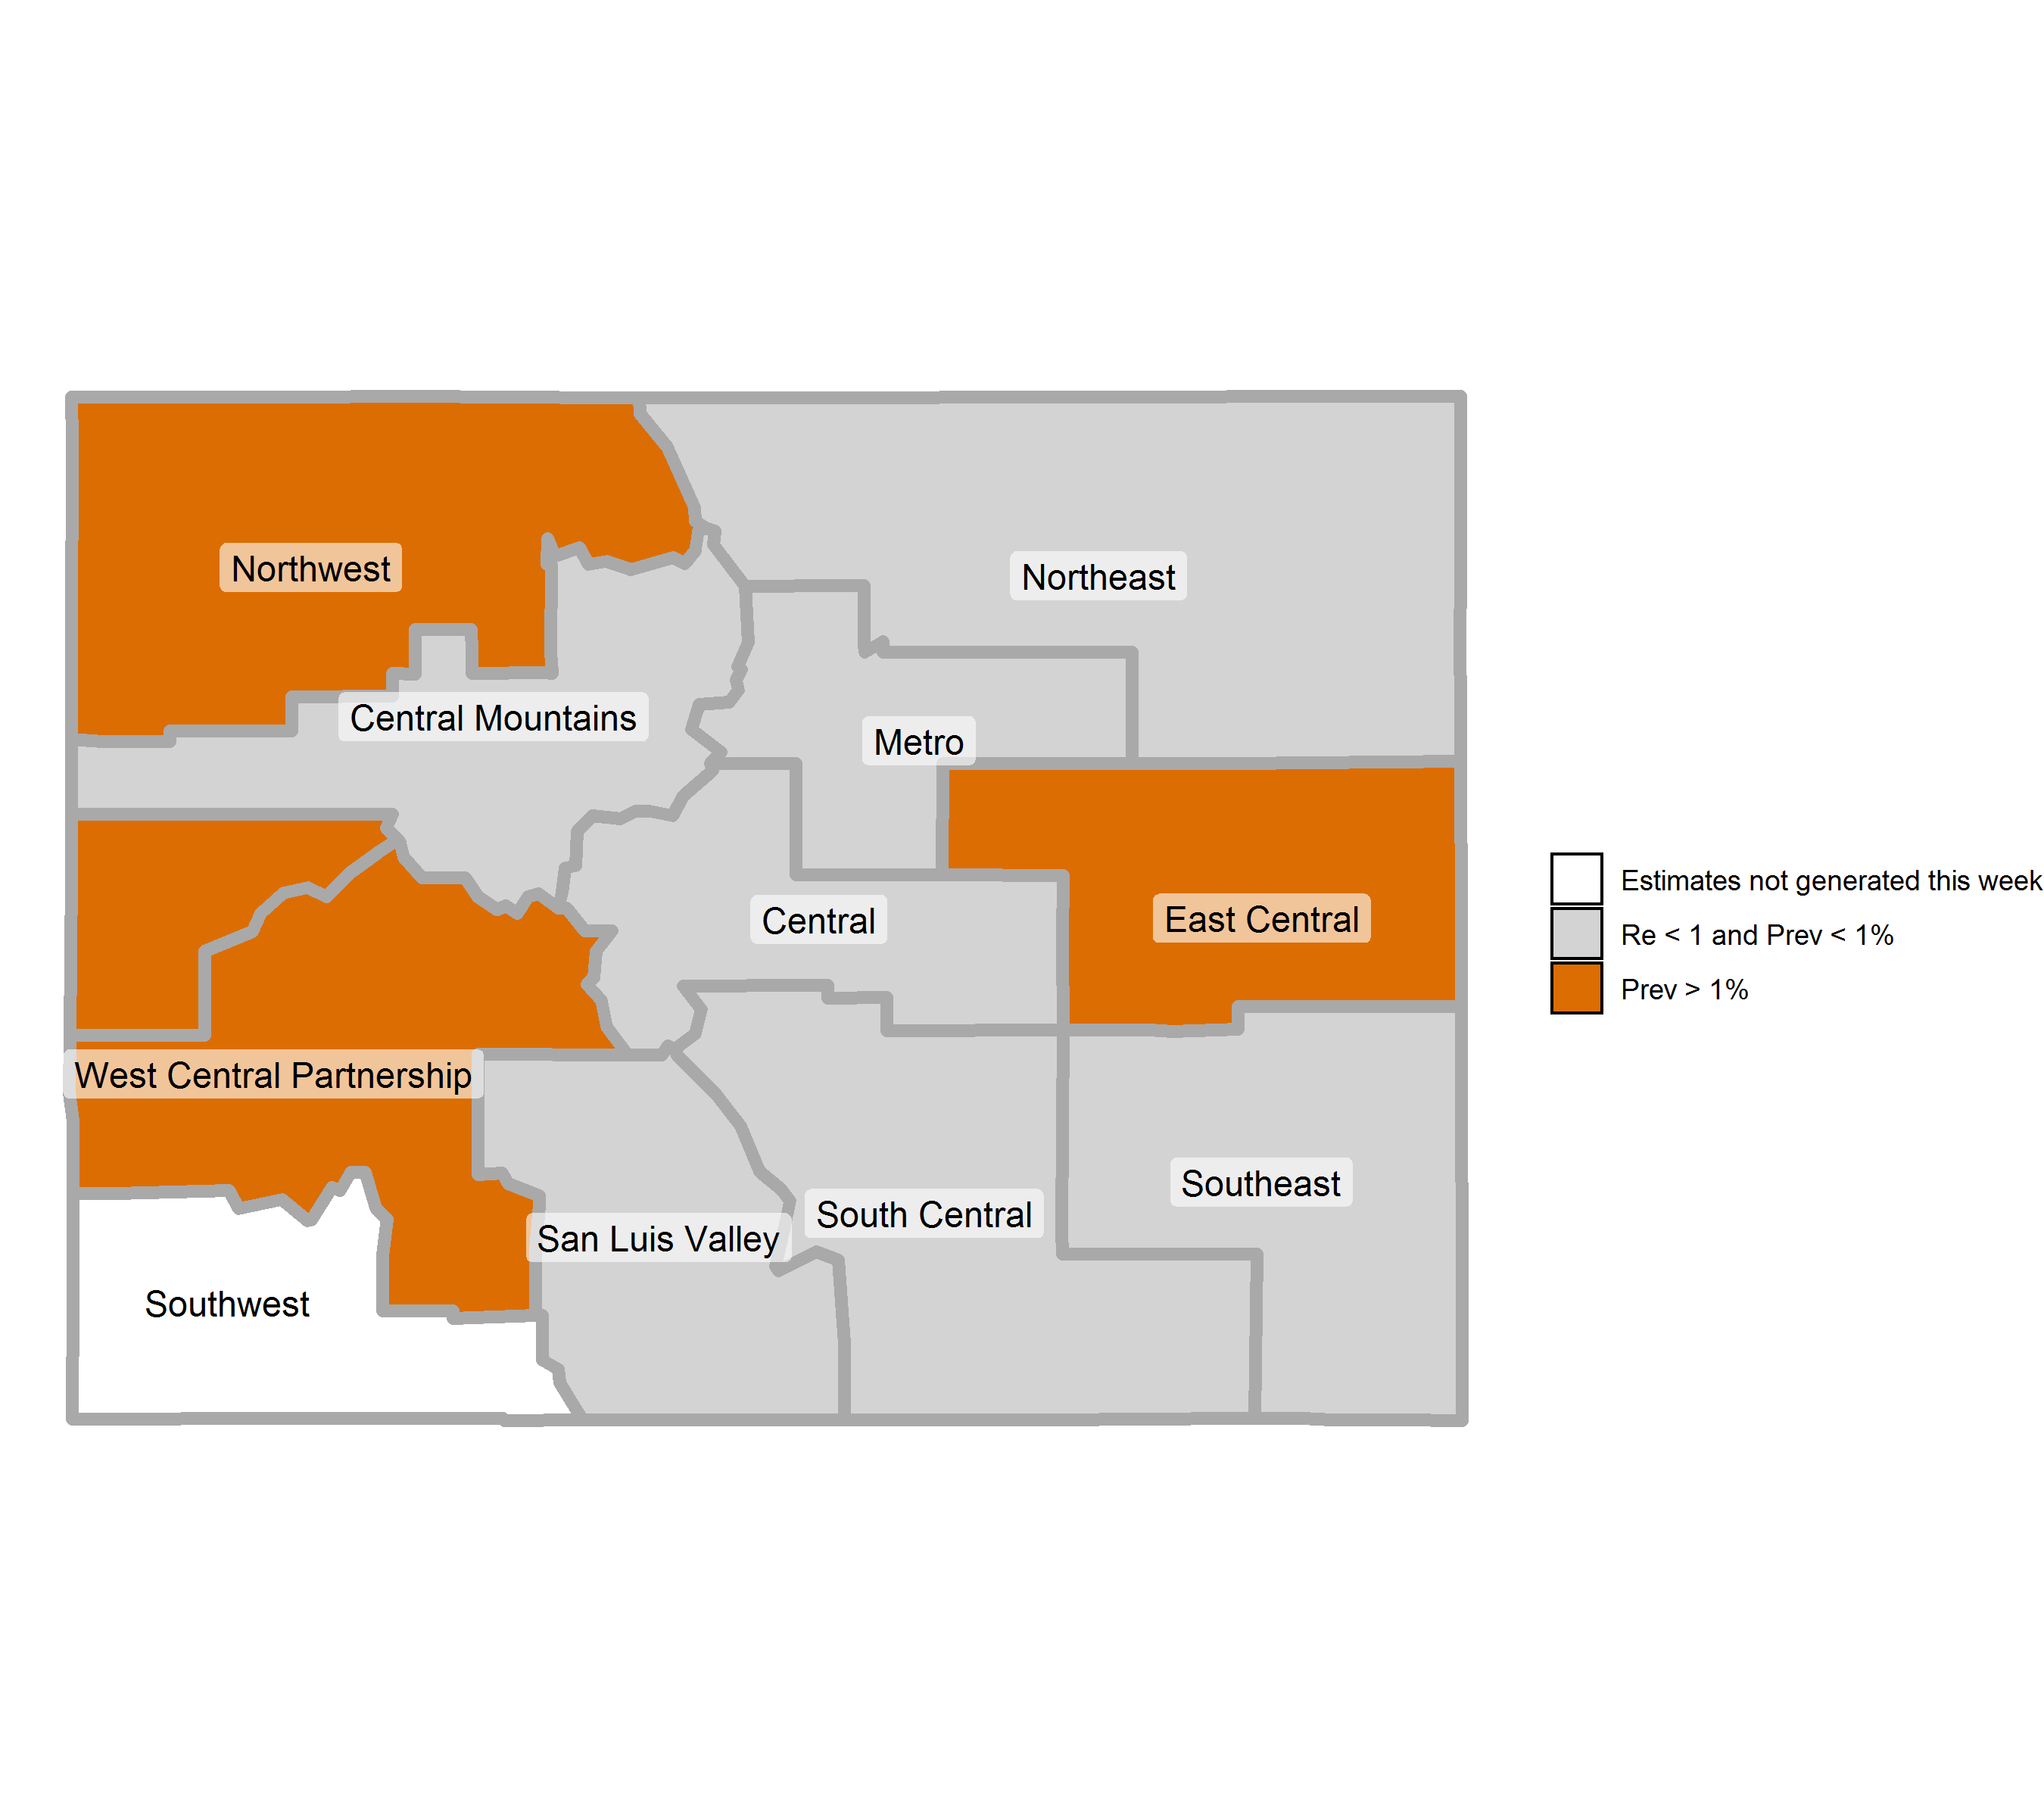 Northwest
Northeast
Central Mountains
Metro
Central
East Central
West Central Partnership
Southeast
South Central
San Luis Valley
Southwest
Estimates not generated this week
Re < 1 and Prev < 1%
Prev > 1%